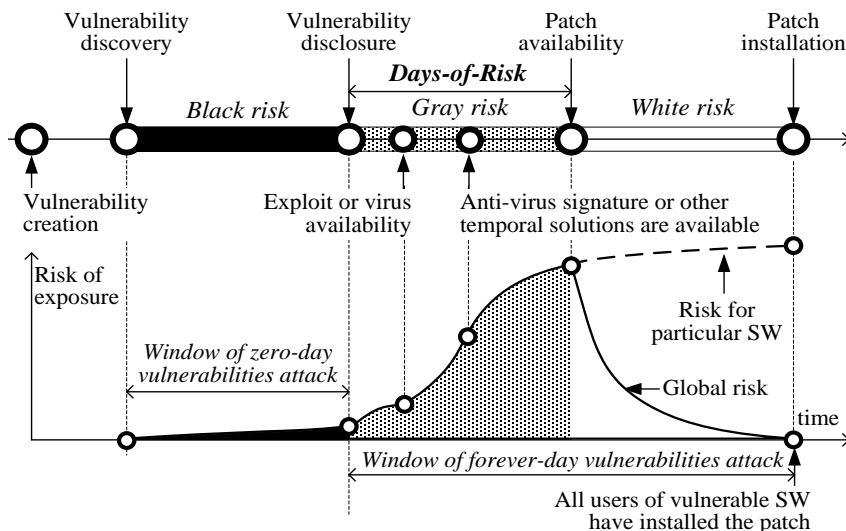 Vulnerability
discovery
Vulnerability
disclosure
Patch
availability
Patch
installation
Days-of-Risk
Black risk
Gray risk
White risk
Vulnerability
creation
Exploit or virus
availability
Anti-virus signature or other
temporal solutions are available
Risk of
exposure
Risk for
particular SW
Window of zero-day
vulnerabilities attack
Global risk
time
Window of forever-day vulnerabilities attack
All users of vulnerable SW
have installed the patch